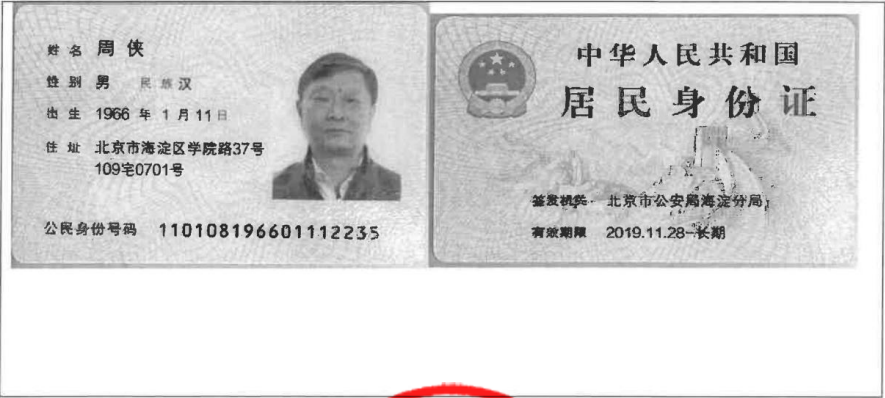 姓名 周侠
性别 男 民族 汉
出生 1966 年 1 月 11 日
住址 北京市海淀区学院路37号
109宅0701号
公民身份号码 110108196601112235
中华人民共和国
居民身份证
签发机关 北京市公安局海淀分局
有效期限 2019.11.28-长期